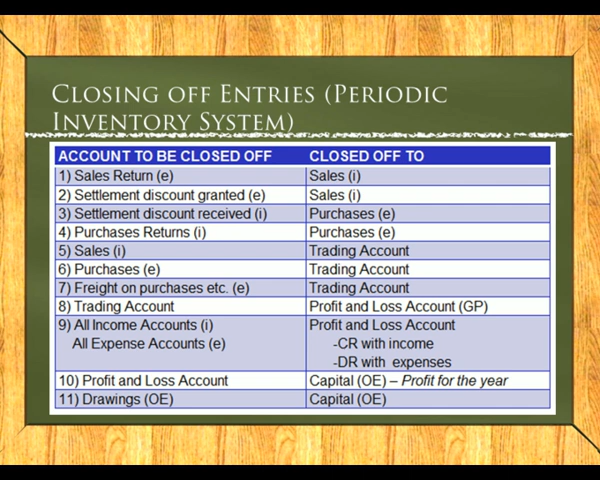 Closing off Entries (Periodic
Inventory System)
ACCOUNT TO BE CLOSED OFF CLOSED OFF TO
1) Sales Return (e) Sales (i)
2) Settlement discount granted (e) Sales (i)
3) Settlement discount received (i) Purchases (e)
4) Purchases Returns (i) Purchases (e)
5) Sales (i) Trading Account
6) Purchases (e) Trading Account
7) Freight on purchases etc. (e) Trading Account
8) Trading Account Profit and Loss Account (GP)
9) All Income Accounts (i) Profit and Loss Account
All Expense Accounts (e) -CR with income
-DR with expenses
10) Profit and Loss Account Capital (OE) – Profit for the year
11) Drawings (OE) Capital (OE)